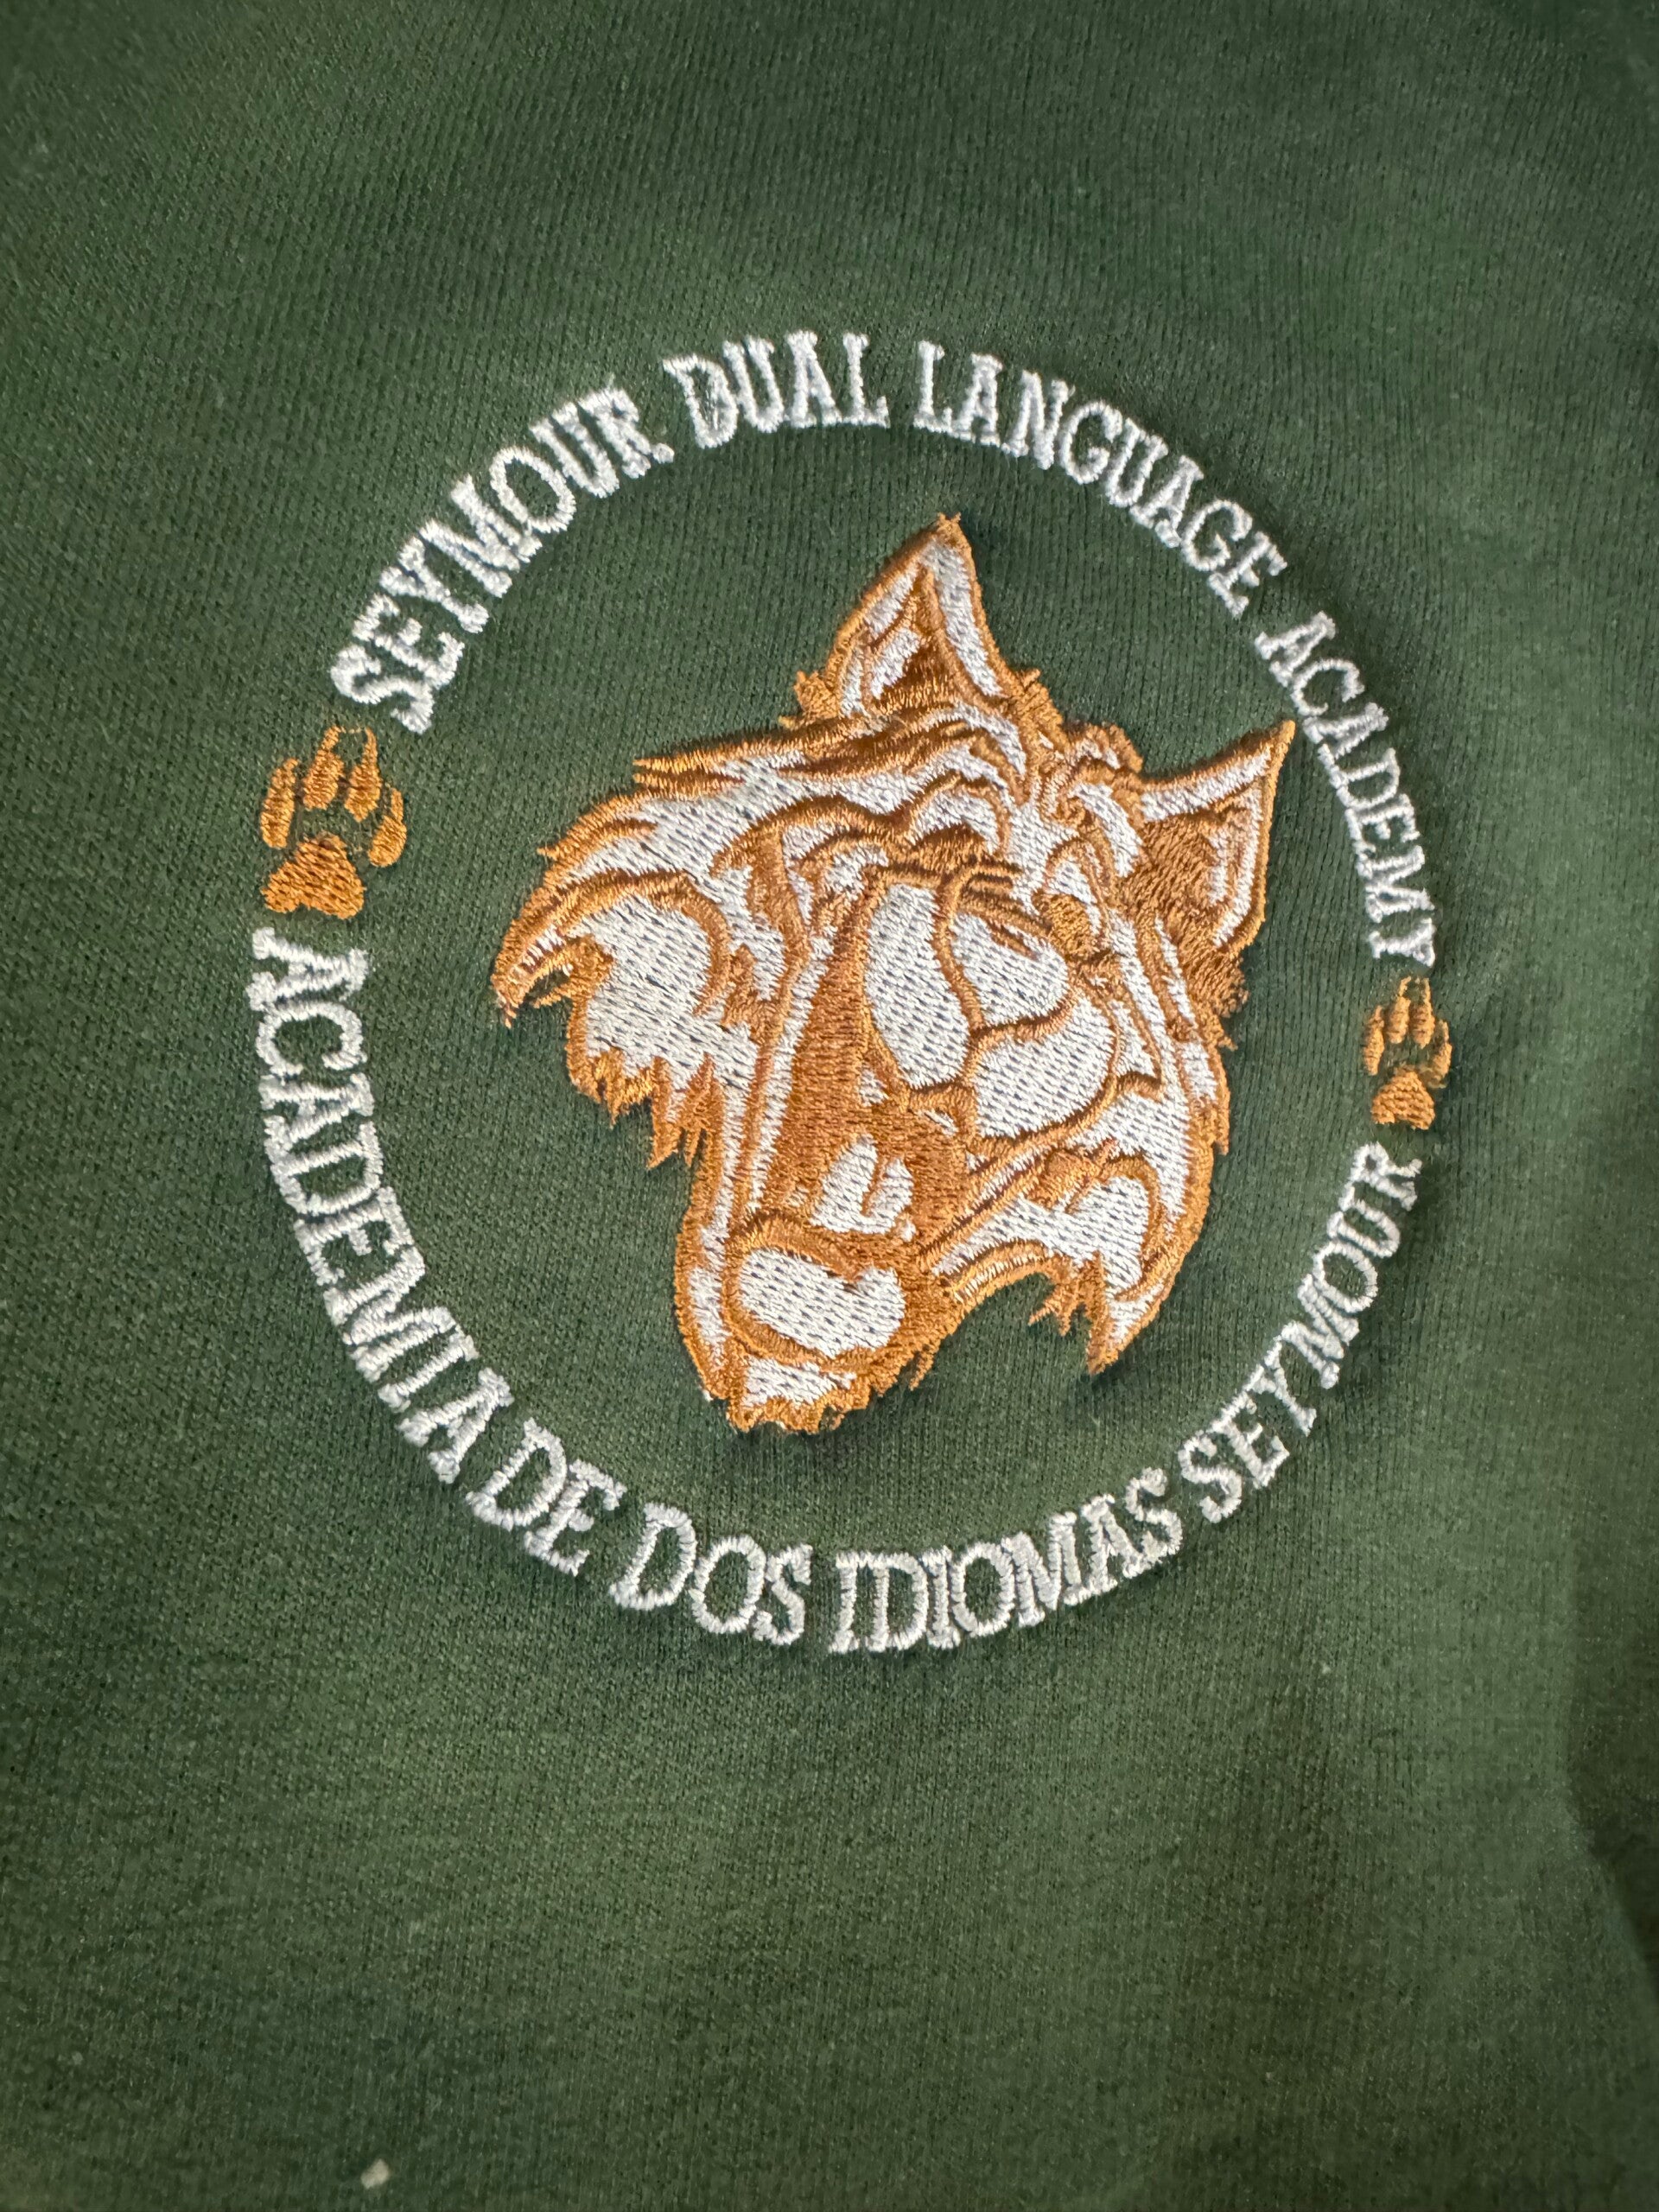 SEYMOUR DUAL LANGUAGE ACADEMY
ACADEMIA DE DOS IDIOMAS SEYMOUR